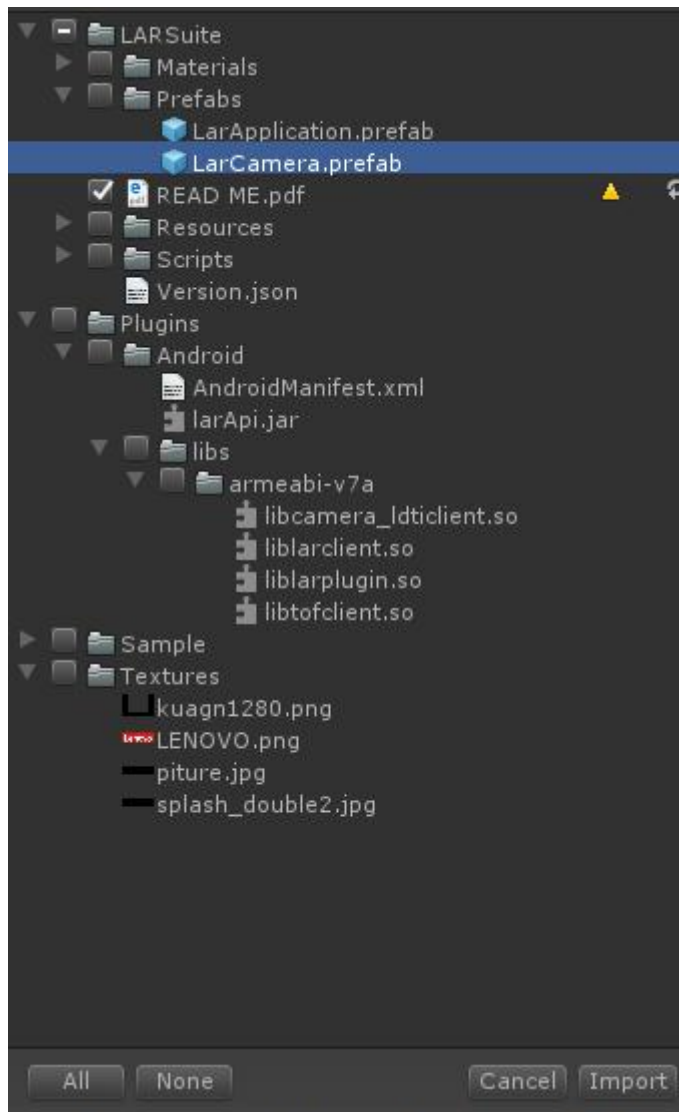 LARSuite
Materials
Prefabs
LarApplication.prefab
LarCamera.prefab
READ ME.pdf
Resources
Scripts
Version.json
Plugins
Android
AndroidManifest.xml
larApi.jar
libs
armeabi-v7a
libcamera_ldticlient.so
liblarclient.so
liblarplugin.so
libtofclient.so
Sample
Textures
kuagn1280.png
LENOVO.png
piture.jpg
splash_double2.jpg
All None Cancel Import